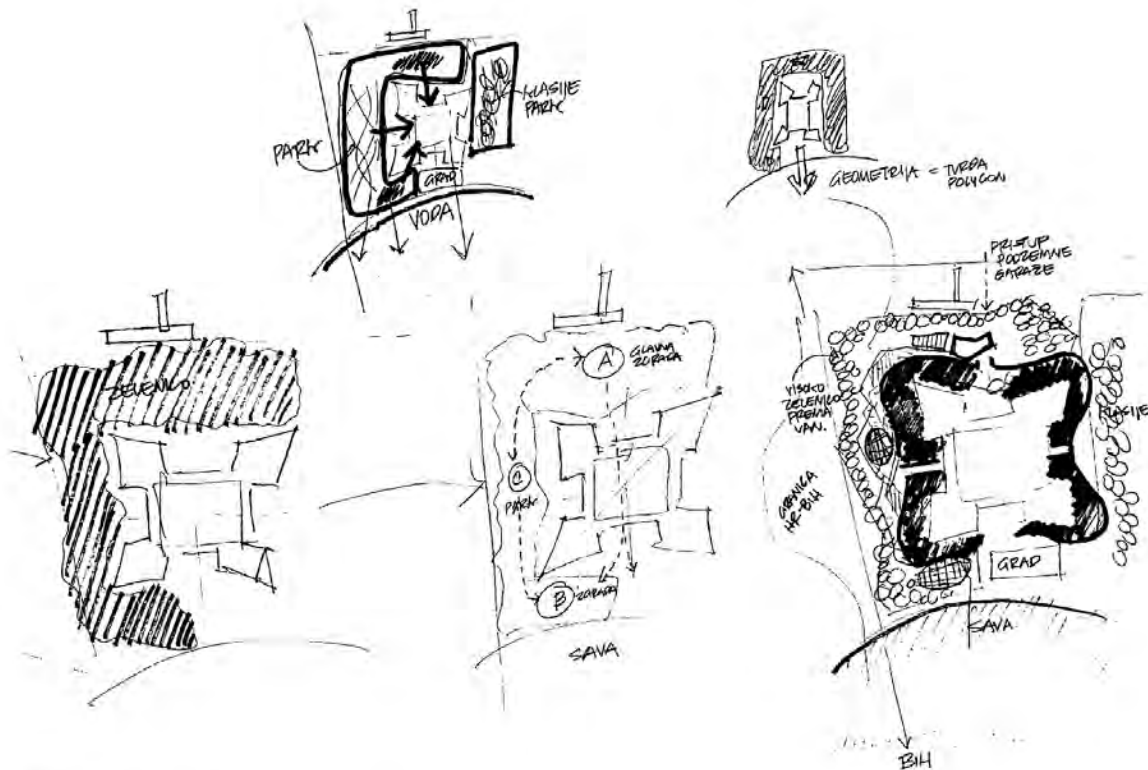 KLASIJE
PARK
PARK
GRAD
VODA
GEOMETRIJA = TURĐA
POLYGON
ZELENILO
A
GLAVNA
ZGRADA
C
PARK
B
ZGRADA
SAVA
PRISTUP
PODZEMNE
GARAŽE
VISOKO
ZELENILO
PREMA
VAN.
KLASIJE
GRANICA
HR-BIH
GRAD
SAVA
BIH